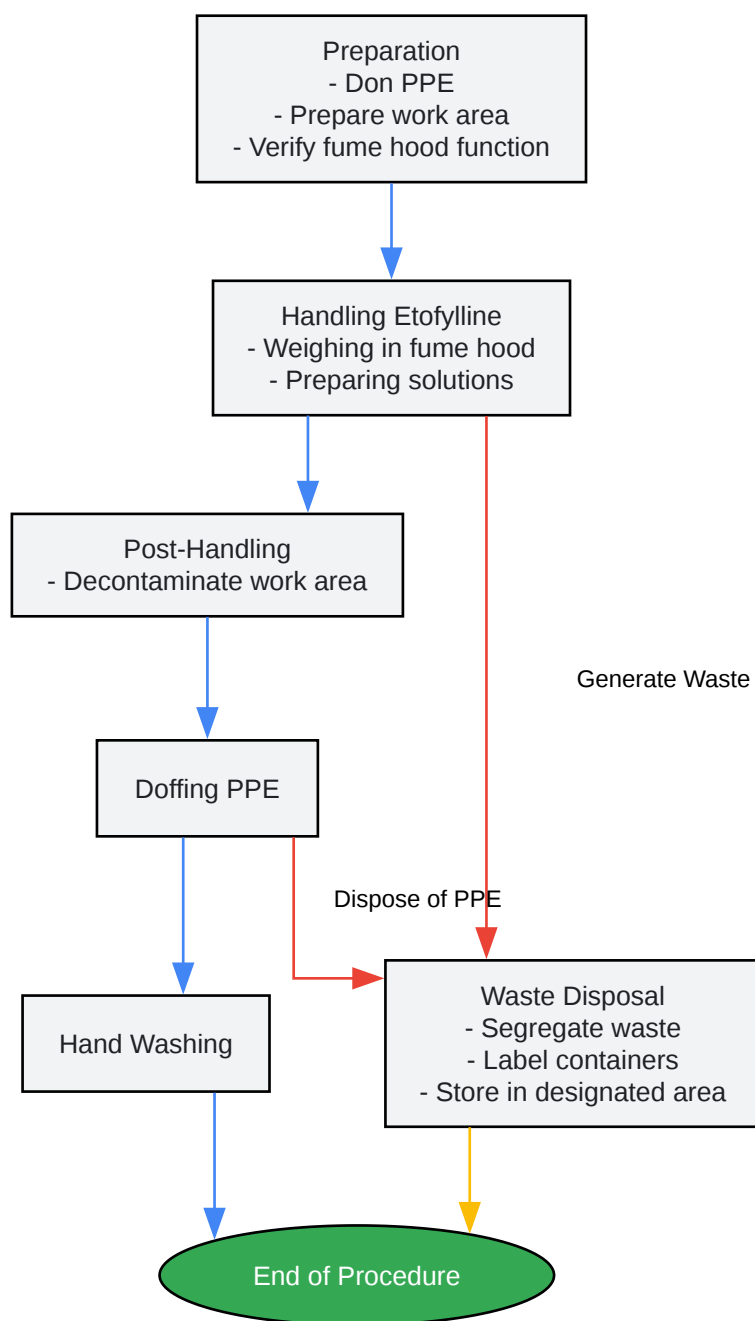 Preparation
- Don PPE
- Prepare work area
- Verify fume hood function
Handling Etofylline
- Weighing in fume hood
- Preparing solutions
Post-Handling
- Decontaminate work area
Generate Waste
Doffing PPE
Dispose of PPE
Hand Washing
Waste Disposal
- Segregate waste
- Label containers
- Store in designated area
End of Procedure